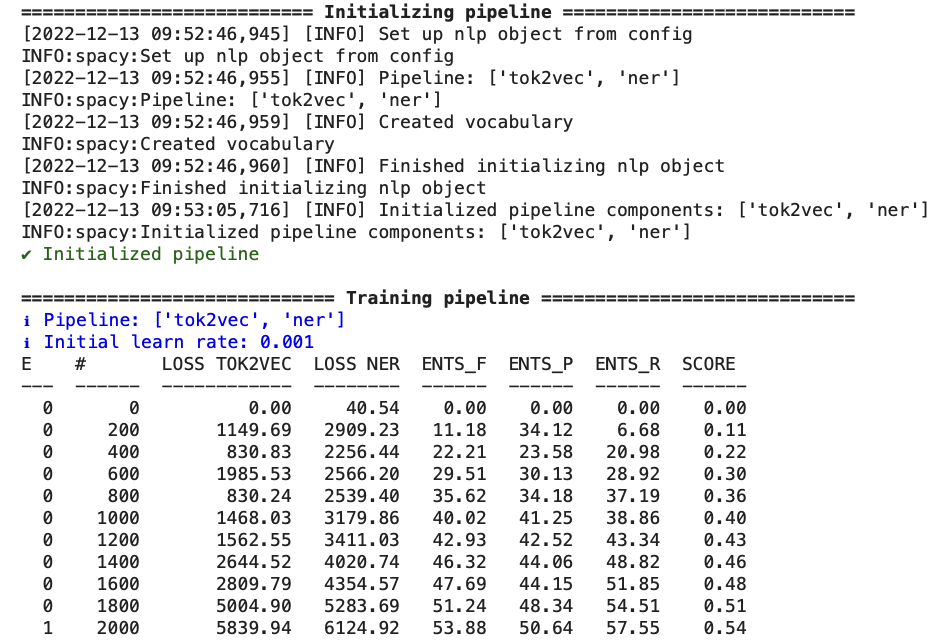 =========================== Initializing pipeline ===========================
[2022-12-13 09:52:46,945] [INFO] Set up nlp object from config
INFO:spacy:Set up nlp object from config
[2022-12-13 09:52:46,955] [INFO] Pipeline: ['tok2vec', 'ner']
INFO:spacy:Pipeline: ['tok2vec', 'ner']
[2022-12-13 09:52:46,959] [INFO] Created vocabulary
INFO:spacy:Created vocabulary
[2022-12-13 09:52:46,960] [INFO] Finished initializing nlp object
INFO:spacy:Finished initializing nlp object
[2022-12-13 09:53:05,716] [INFO] Initialized pipeline components: ['tok2vec', 'ner']
INFO:spacy:Initialized pipeline components: ['tok2vec', 'ner']
✔ Initialized pipeline
============================= Training pipeline =============================
ℹ Pipeline: ['tok2vec', 'ner']
ℹ Initial learn rate: 0.001
E    #       LOSS TOK2VEC  LOSS NER  ENTS_F  ENTS_P  ENTS_R  SCORE
---  ------  ------------  --------  ------  ------  ------  ------
  0       0          0.00     40.54    0.00    0.00    0.00    0.00
  0     200       1149.69   2909.23   11.18   34.12    6.68    0.11
  0     400        830.83   2256.44   22.21   23.58   20.98    0.22
  0     600       1985.53   2566.20   29.51   30.13   28.92    0.30
  0     800        830.24   2539.40   35.62   34.18   37.19    0.36
  0    1000       1468.03   3179.86   40.02   41.25   38.86    0.40
  0    1200       1562.55   3411.03   42.93   42.52   43.34    0.43
  0    1400       2644.52   4020.74   46.32   44.06   48.82    0.46
  0    1600       2809.79   4354.57   47.69   44.15   51.85    0.48
  0    1800       5004.90   5283.69   51.24   48.34   54.51    0.51
  1    2000       5839.94   6124.92   53.88   50.64   57.55    0.54